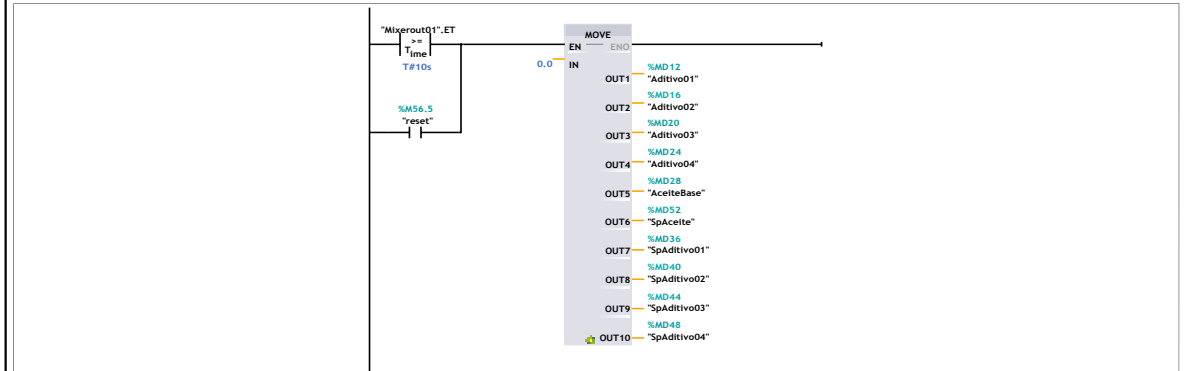 "Mixerout01".ET
>=
Time
T#10s
%M56.5
"reset"
MOVE
EN ENO
0.0 IN
%MD12
OUT1 "Aditivo01"
%MD16
OUT2 "Aditivo02"
%MD20
OUT3 "Aditivo03"
%MD24
OUT4 "Aditivo04"
%MD28
OUT5 "AceiteBase"
%MD52
OUT6 "SpAceite"
%MD36
OUT7 "SpAditivo01"
%MD40
OUT8 "SpAditivo02"
%MD44
OUT9 "SpAditivo03"
%MD48
OUT10 "SpAditivo04"